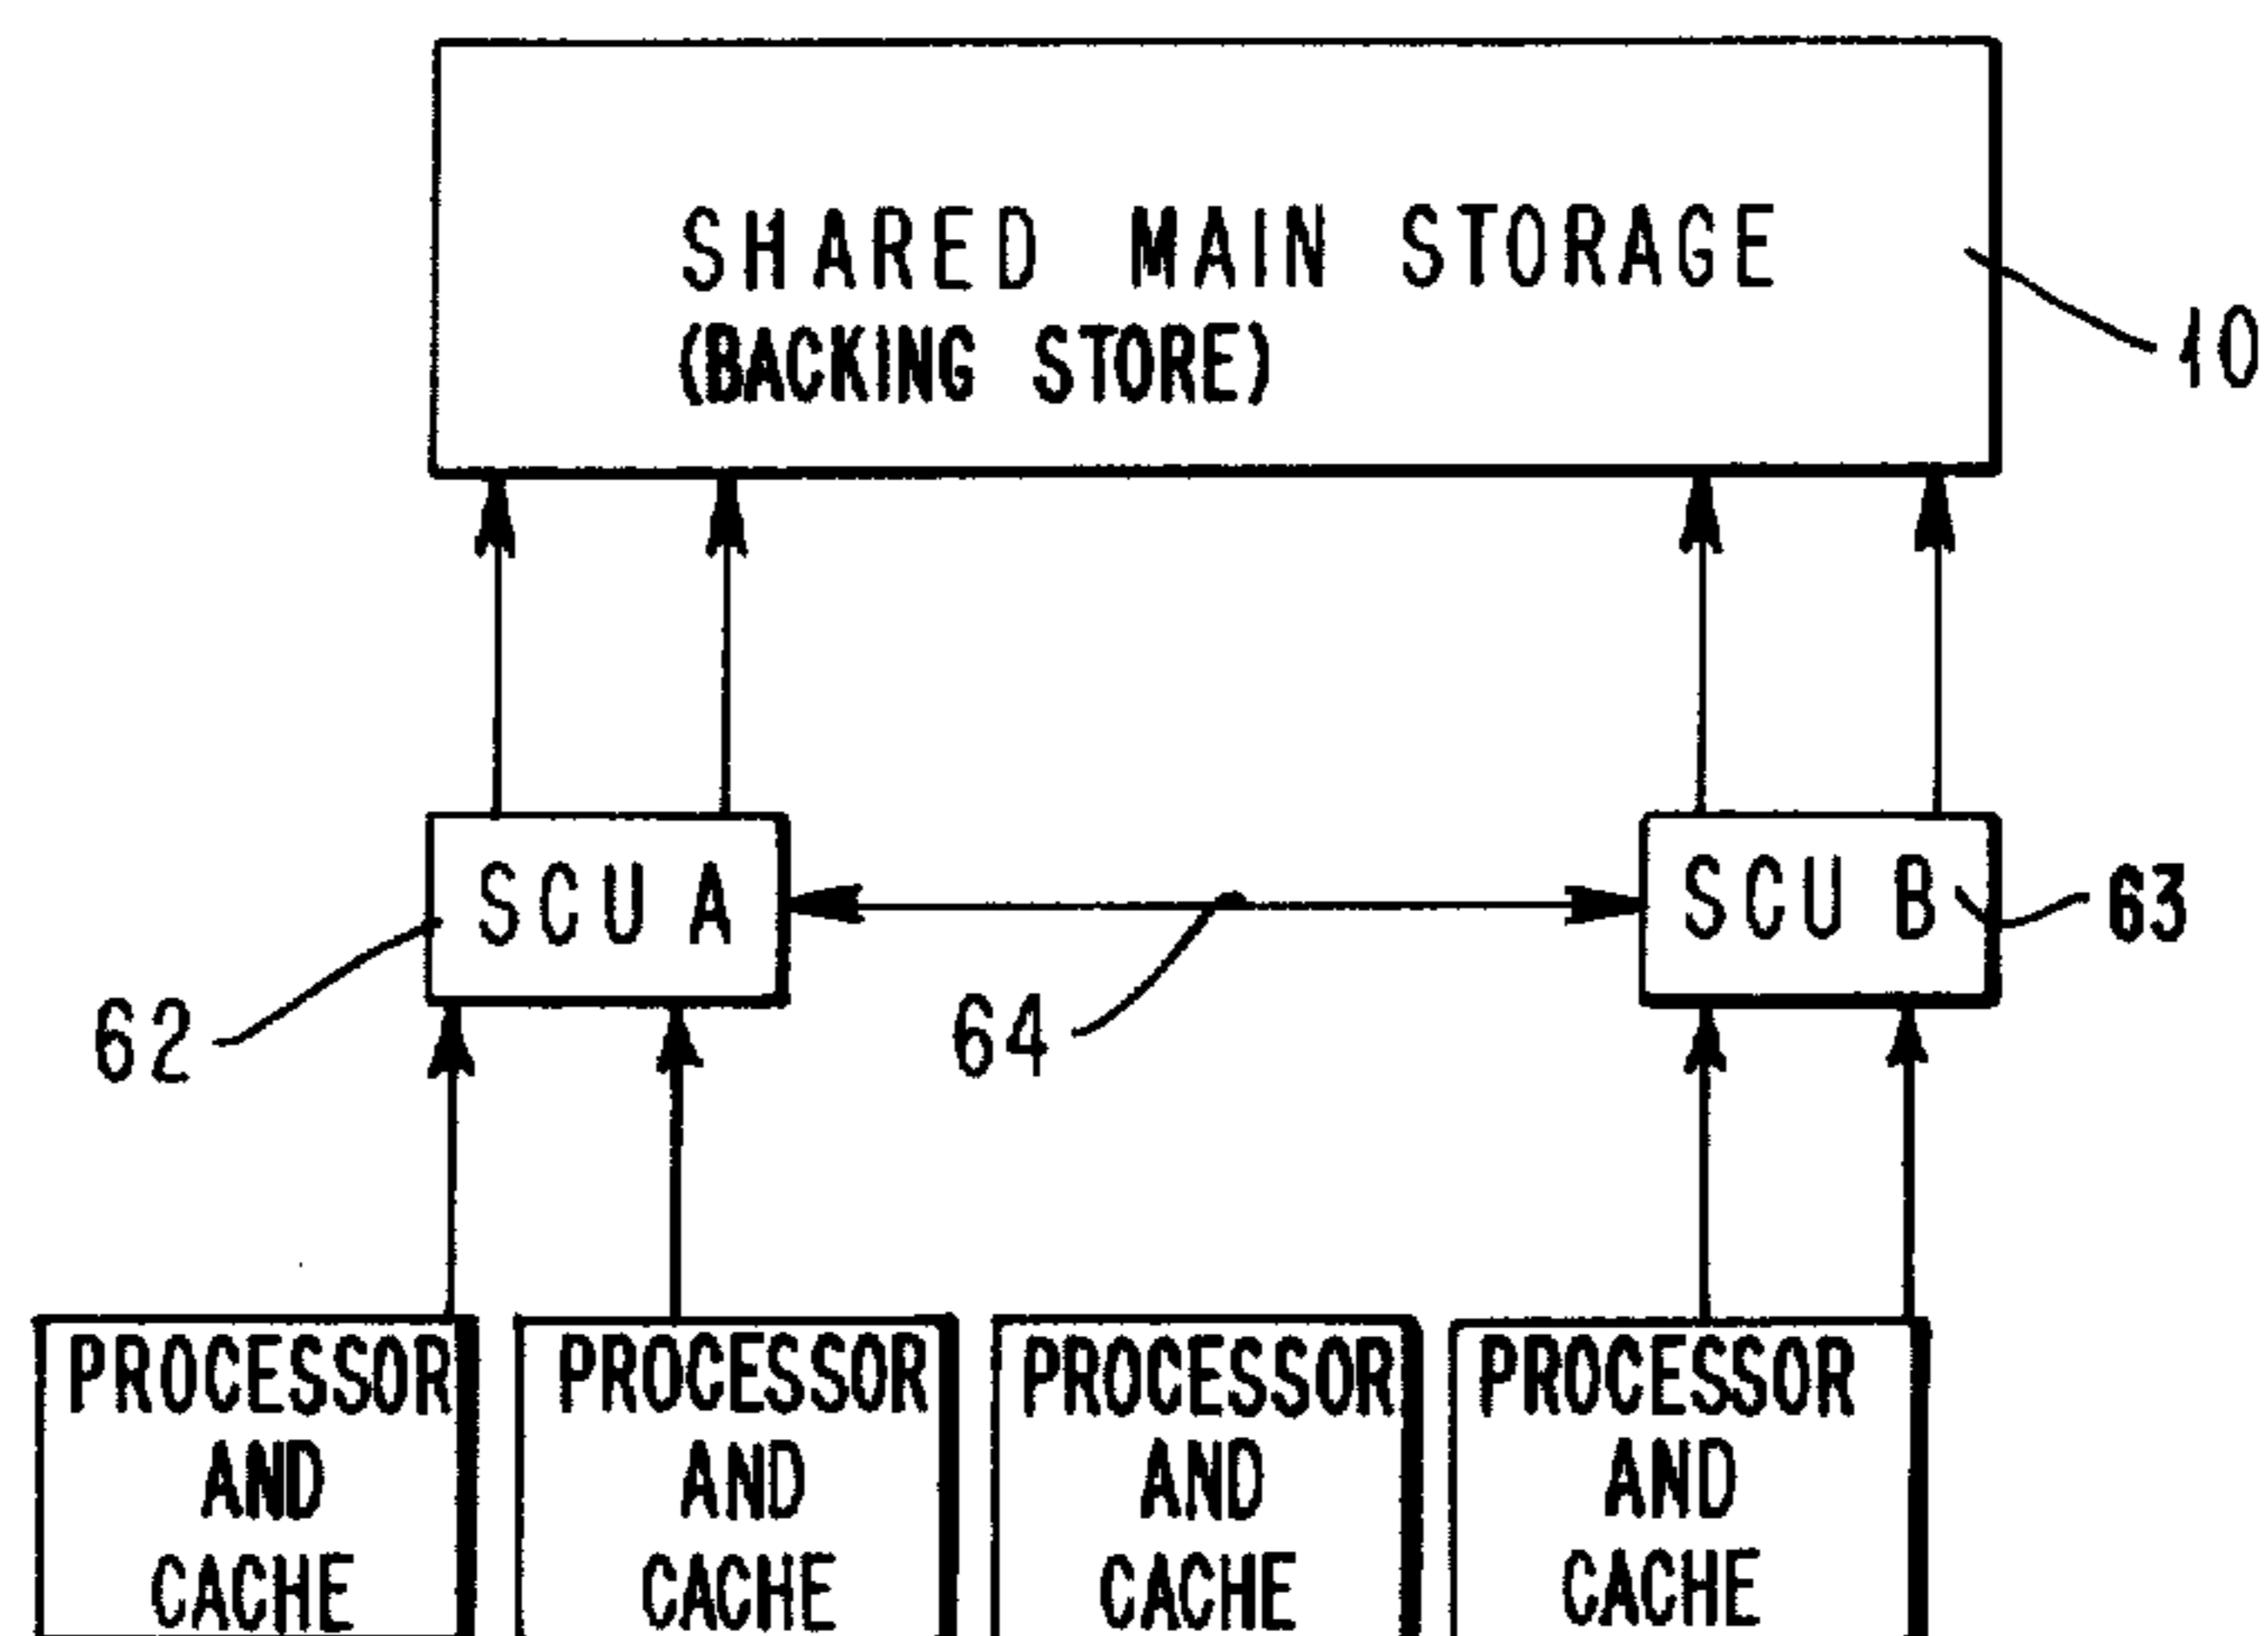 SHARED MAIN STORAGE
(BACKING STORE)
10
SCU A
SCU B
63
62
64
PROCESSOR
AND
CACHE
PROCESSOR
AND
CACHE
PROCESSOR
AND
CACHE
PROCESSOR
AND
CACHE